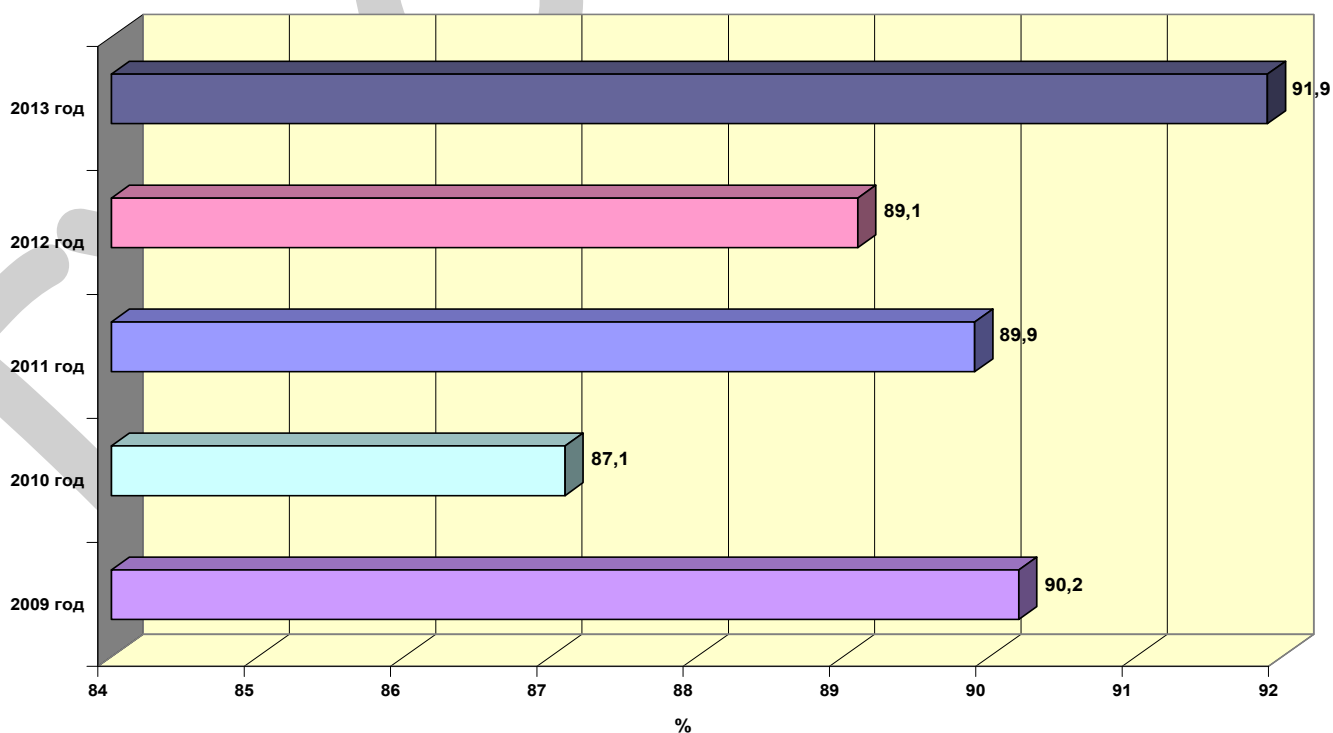 2013 год 91,9
2012 год 89,1
2011 год 89,9
2010 год 87,1
2009 год 90,2
84 85 86 87 88 89 90 91 92
%